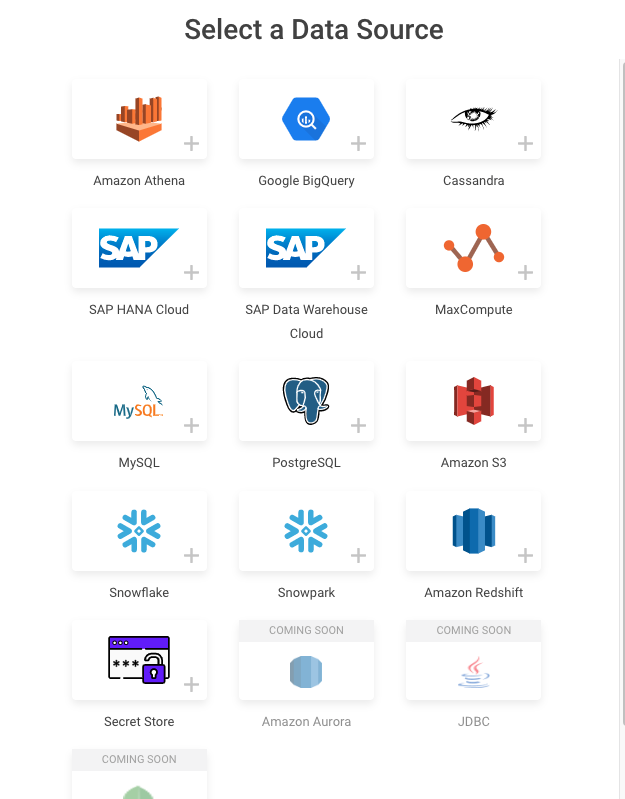 Select a Data Source
Amazon Athena
Google BigQuery
Cassandra
SAP
SAP HANA Cloud
SAP
SAP Data Warehouse
Cloud
MaxCompute
MySQL
MySQL
PostgreSQL
Amazon S3
Snowflake
Snowpark
Amazon Redshift
***
Secret Store
COMING SOON
Amazon Aurora
COMING SOON
JDBC
COMING SOON